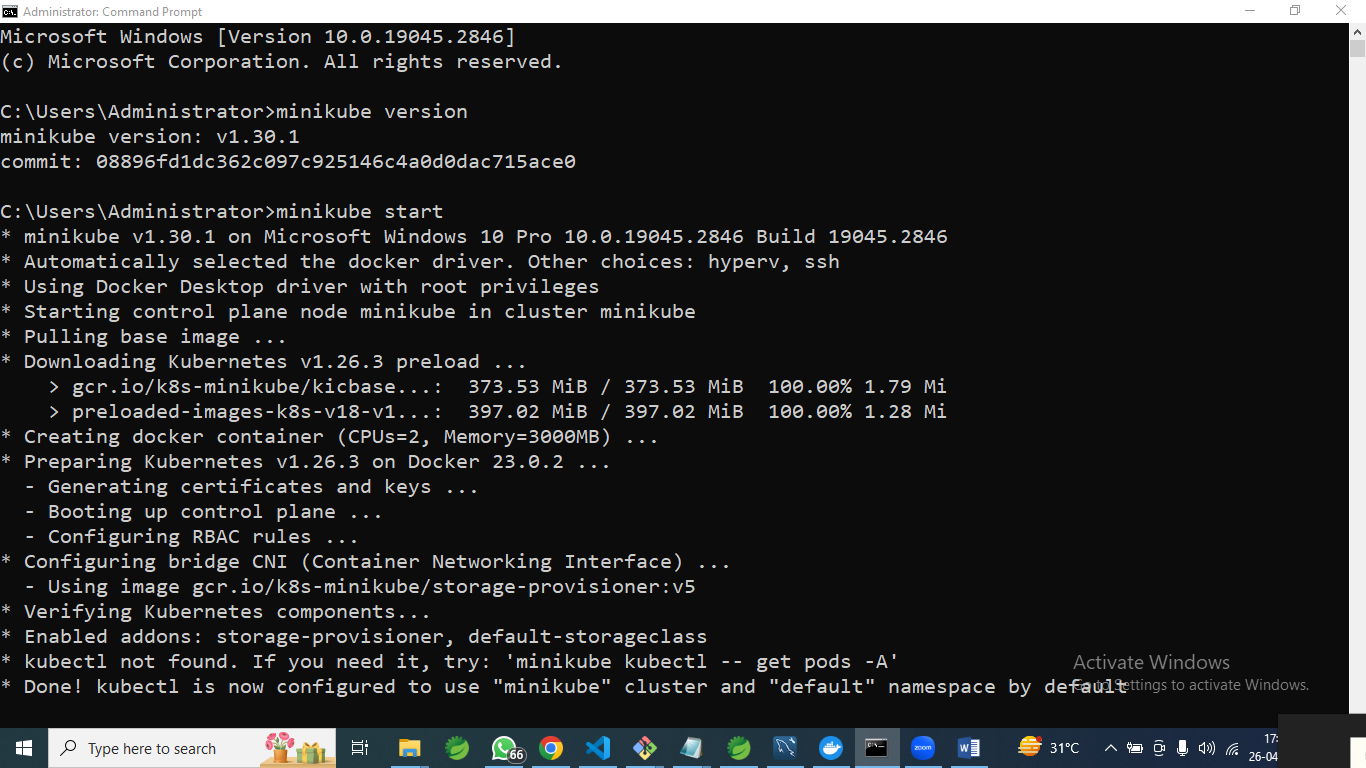 Administrator: Command Prompt
Microsoft Windows [Version 10.0.19045.2846]
(c) Microsoft Corporation. All rights reserved.
C:\Users\Administrator>minikube version
minikube version: v1.30.1
commit: 08896fd1dc362c097c925146c4a0d0dac715ace0
C:\Users\Administrator>minikube start
* minikube v1.30.1 on Microsoft Windows 10 Pro 10.0.19045.2846 Build 19045.2846
* Automatically selected the docker driver. Other choices: hyperv, ssh
* Using Docker Desktop driver with root privileges
* Starting control plane node minikube in cluster minikube
* Pulling base image ...
* Downloading Kubernetes v1.26.3 preload ...
    > gcr.io/k8s-minikube/kicbase...:  373.53 MiB / 373.53 MiB  100.00% 1.79 Mi
    > preloaded-images-k8s-v18-v1...:  397.02 MiB / 397.02 MiB  100.00% 1.28 Mi
* Creating docker container (CPUs=2, Memory=3000MB) ...
* Preparing Kubernetes v1.26.3 on Docker 23.0.2 ...
  - Generating certificates and keys ...
  - Booting up control plane ...
  - Configuring RBAC rules ...
* Configuring bridge CNI (Container Networking Interface) ...
  - Using image gcr.io/k8s-minikube/storage-provisioner:v5
* Verifying Kubernetes components...
* Enabled addons: storage-provisioner, default-storageclass
* kubectl not found. If you need it, try: 'minikube kubectl -- get pods -A'
* Done! kubectl is now configured to use "minikube" cluster and "default" namespace by default
Activate Windows
Go to Settings to activate Windows.
Type here to search
66
zoom
31°C
17:
26-04